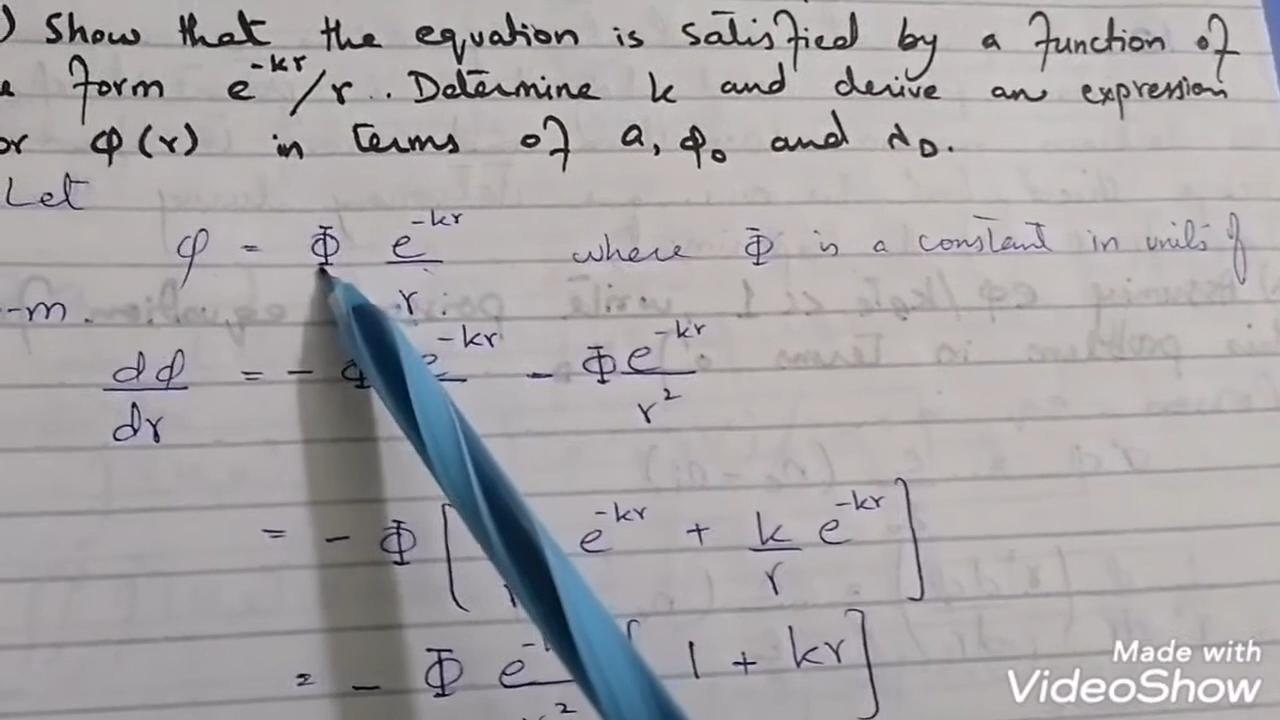 ) Show that the equation is satisfied by a function of
form e^-kr/r. Determine k and derive an expression
φ(r) in terms of a, φ₀ and λD.
Let
φ = Φ e^-kr / r where Φ is a constant in units of
-m.
dφ/dr = - Φ e^-kr - Φ e^-kr / r²
= - Φ [ e^-kr + k/r e^-kr ]
= - Φ e [ 1 + kr ]
Made with
VideoShow